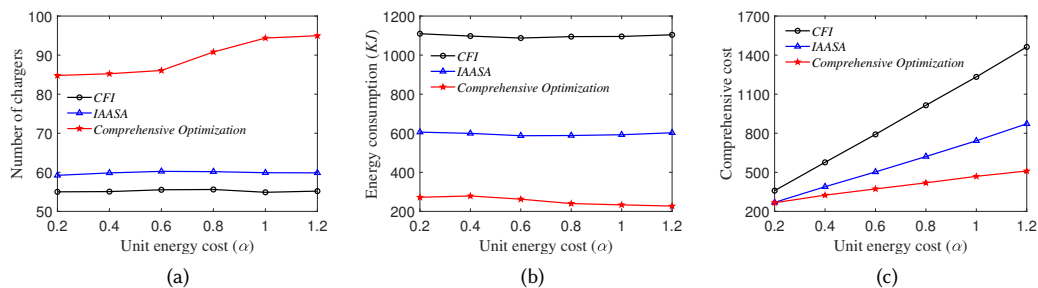 100
90
80
70
60
50
Number of chargers
CFI
IAASA
Comprehensive Optimization
0.2 0.4 0.6 0.8 1.0 1.2
Unit energy cost (α)
(a)
1200
1000
800
600
400
200
Energy consumption (KJ)
CFI
IAASA
Comprehensive Optimization
0.2 0.4 0.6 0.8 1 1.2
Unit energy cost (α)
(b)
1700
1400
1100
800
500
200
Comprehensive cost
CFI
IAASA
Comprehensive Optimization
0.2 0.4 0.6 0.8 1 1.2
Unit energy cost (α)
(c)